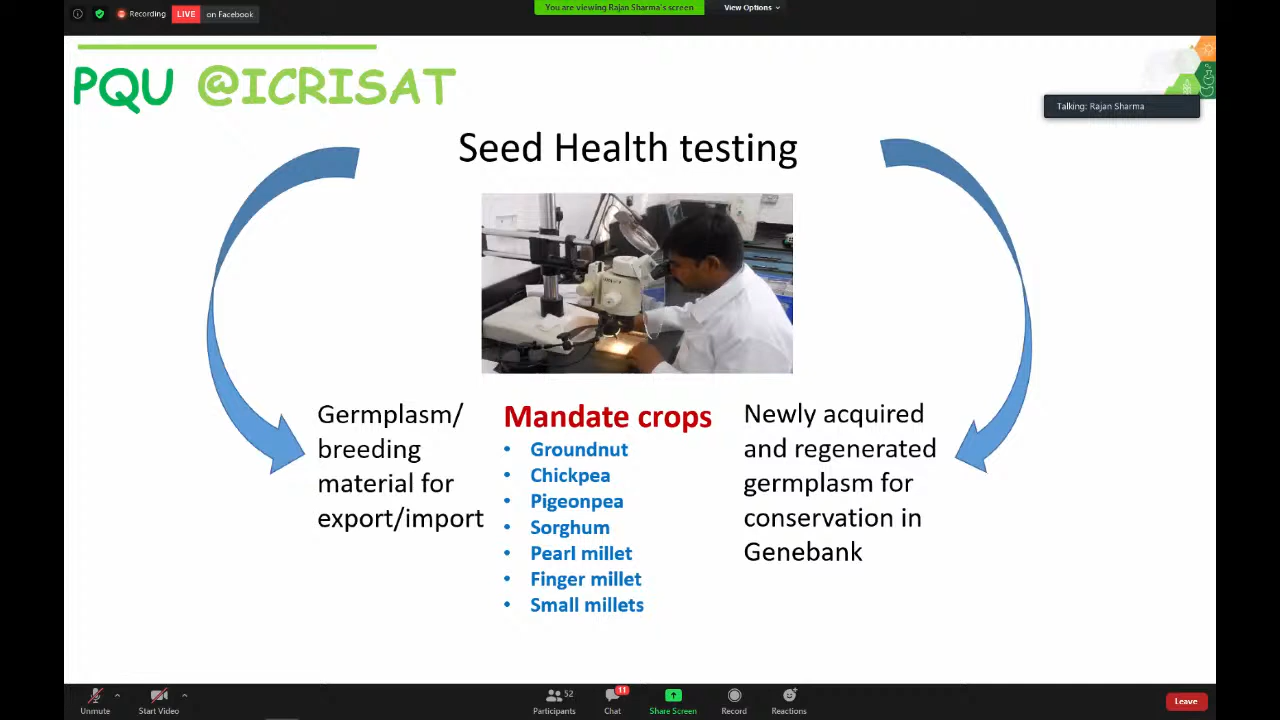 Recording
LIVE
on Facebook
You are viewing Rajan Sharma's screen
View Options
PQU @ICRISAT
Talking: Rajan Sharma
Seed Health testing
Germplasm/
breeding
material for
export/import
Mandate crops
• Groundnut
• Chickpea
• Pigeonpea
• Sorghum
• Pearl millet
• Finger millet
• Small millets
Newly acquired
and regenerated
germplasm for
conservation in
Genebank
Unmute
Start Video
52
Participants
11
Chat
Share Screen
Record
Reactions
Leave